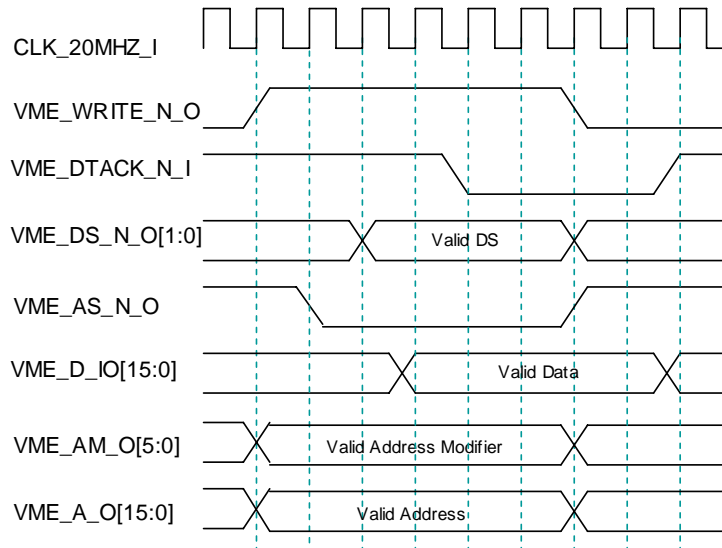 CLK_20MHZ_I
VME_WRITE_N_O
VME_DTACK_N_I
VME_DS_N_O[1:0]
Valid DS
VME_AS_N_O
VME_D_IO[15:0]
Valid Data
VME_AM_O[5:0]
Valid Address Modifier
VME_A_O[15:0]
Valid Address